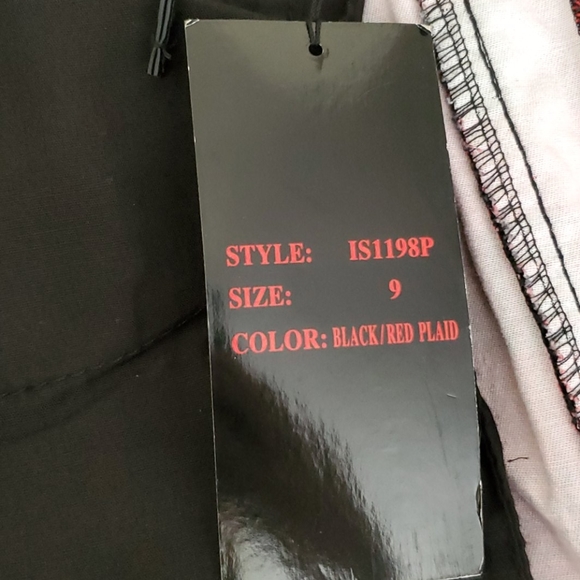 STYLE: IS1198P
SIZE: 9
COLOR: BLACK/RED PLAID